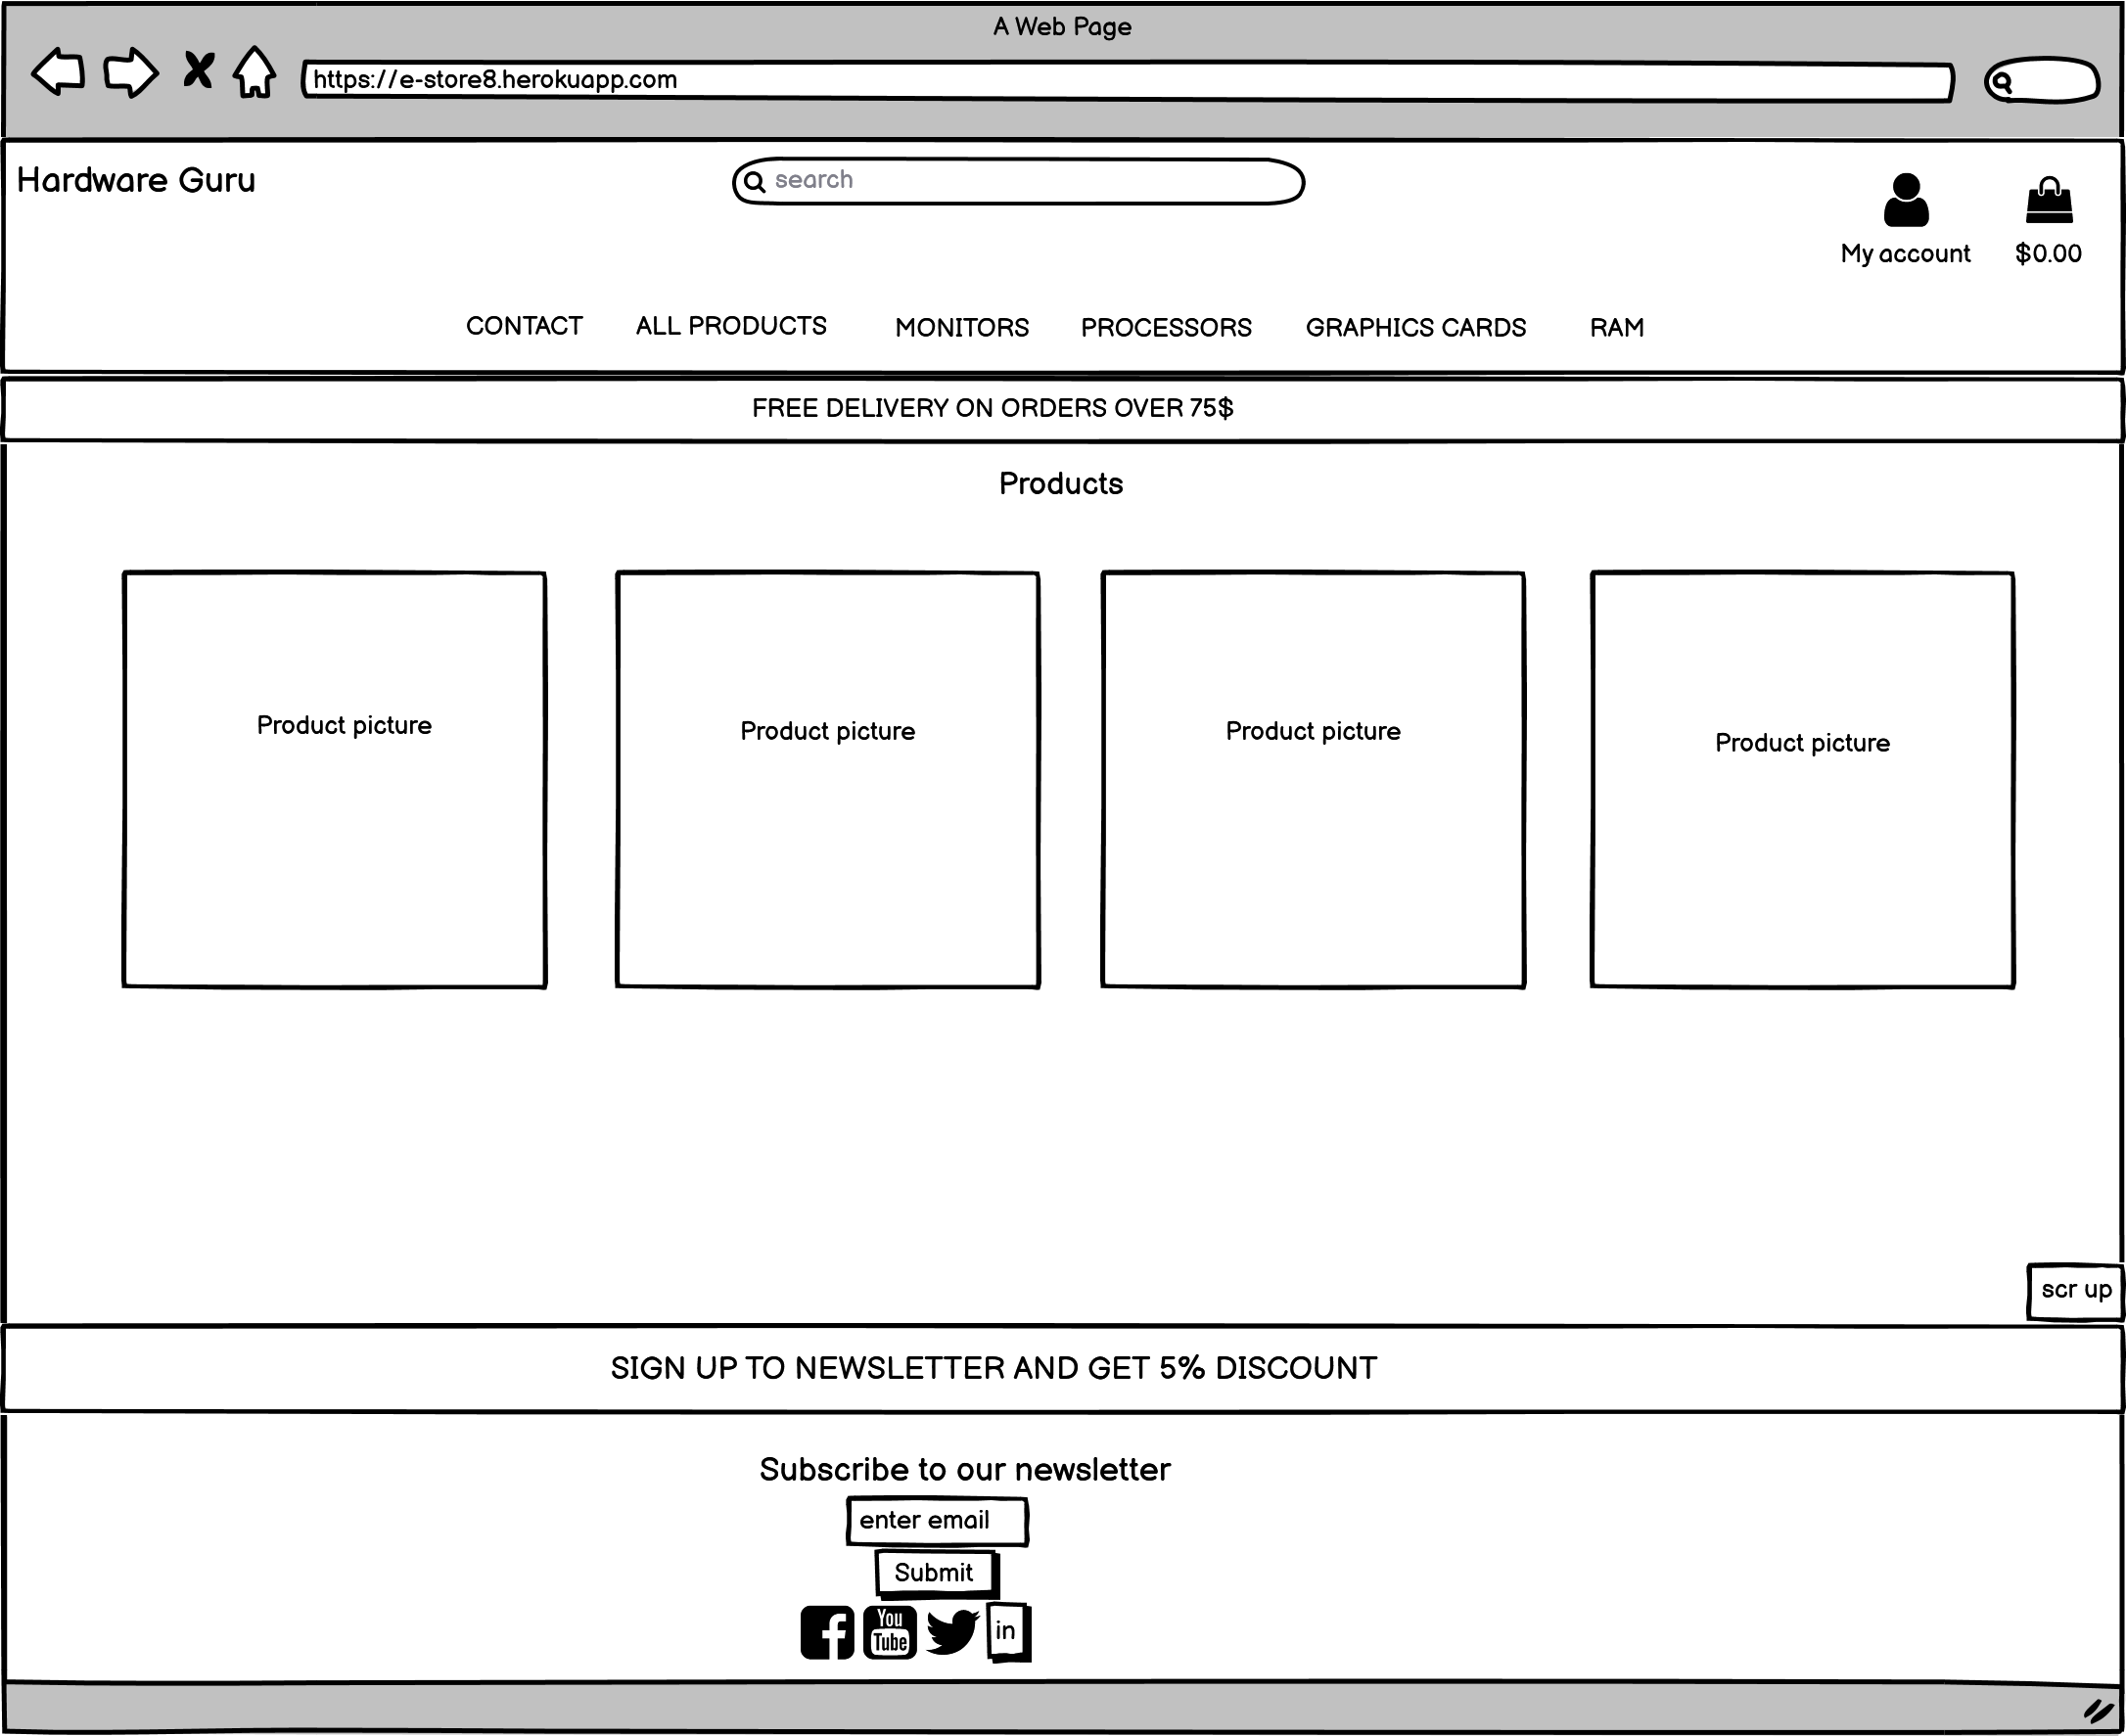 A Web Page
https://e-store8.herokuapp.com
Hardware Guru
search
My account
$0.00
CONTACT ALL PRODUCTS MONITORS PROCESSORS GRAPHICS CARDS RAM
FREE DELIVERY ON ORDERS OVER 75$
Products
Product picture
Product picture
Product picture
Product picture
scr up
SIGN UP TO NEWSLETTER AND GET 5% DISCOUNT
Subscribe to our newsletter
enter email
Submit
You
Tube
in